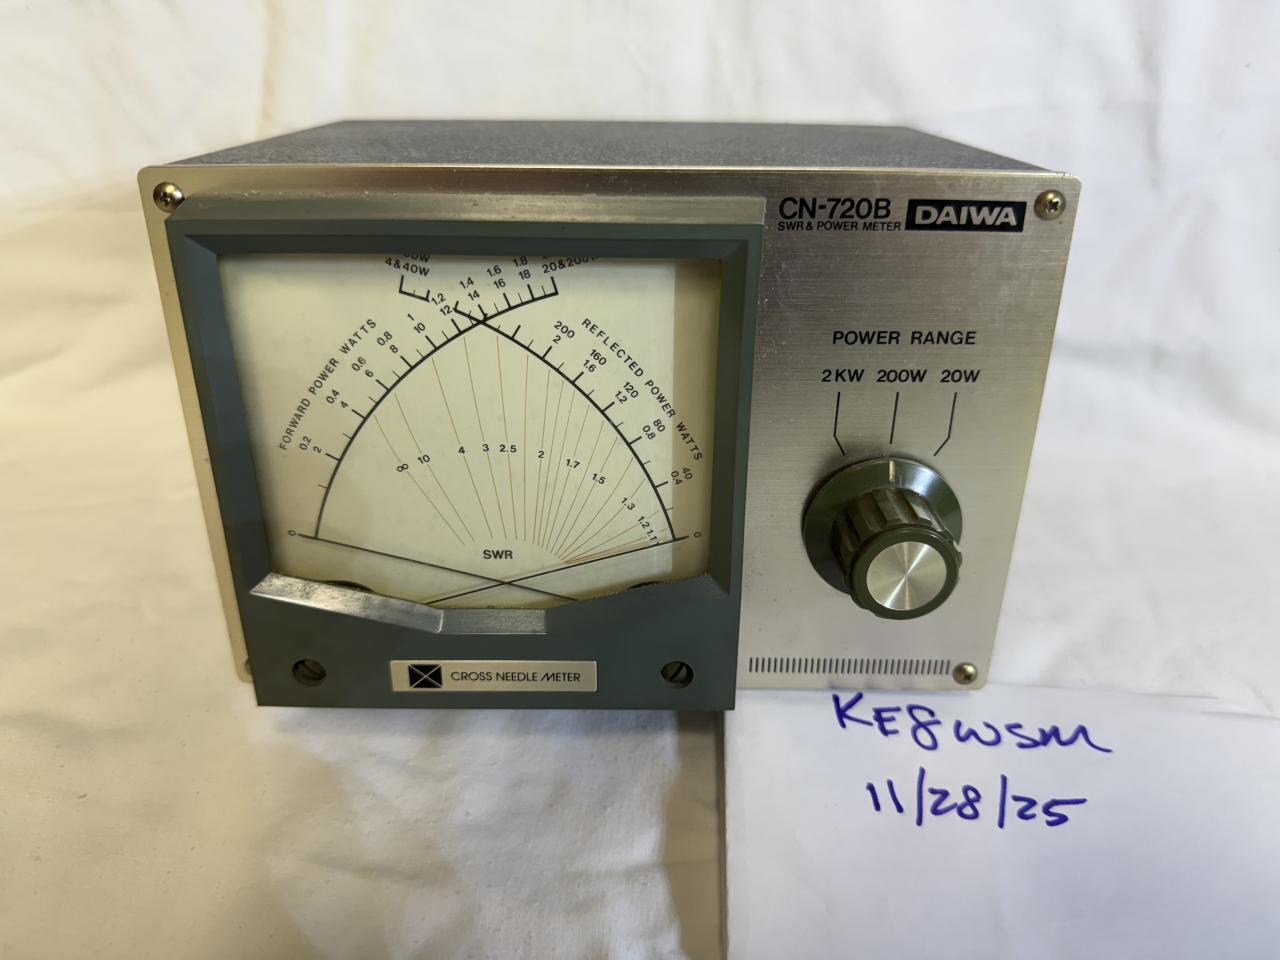 CN-720B DAIWA
SWR & POWER METER
4&40W
20&200
1.2 1.4 1.6 1.8
12 14 16 18
FORWARD POWER WATTS
0.2 0.4 0.6 0.8 1
0 2 4 6 8 10
REFLECTED POWER WATTS
200 160 120 80 40
2 1.6 1.2 0.8 0.4 0
∞ 10 4 3 2.5 2 1.7 1.5 1.3 1.2 1.1
SWR
POWER RANGE
2KW 200W 20W
CROSS NEEDLE METER
KE8WSM
11/28/25